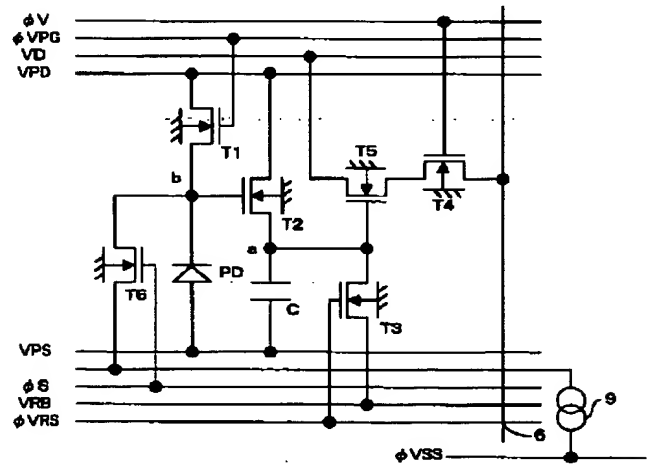 φV
φVPG
VD
VPD
T1
T5
b
T2
T4
a
T6
PD
C
T3
VPS
φS
VRB
φVRS
9
6
φVSS